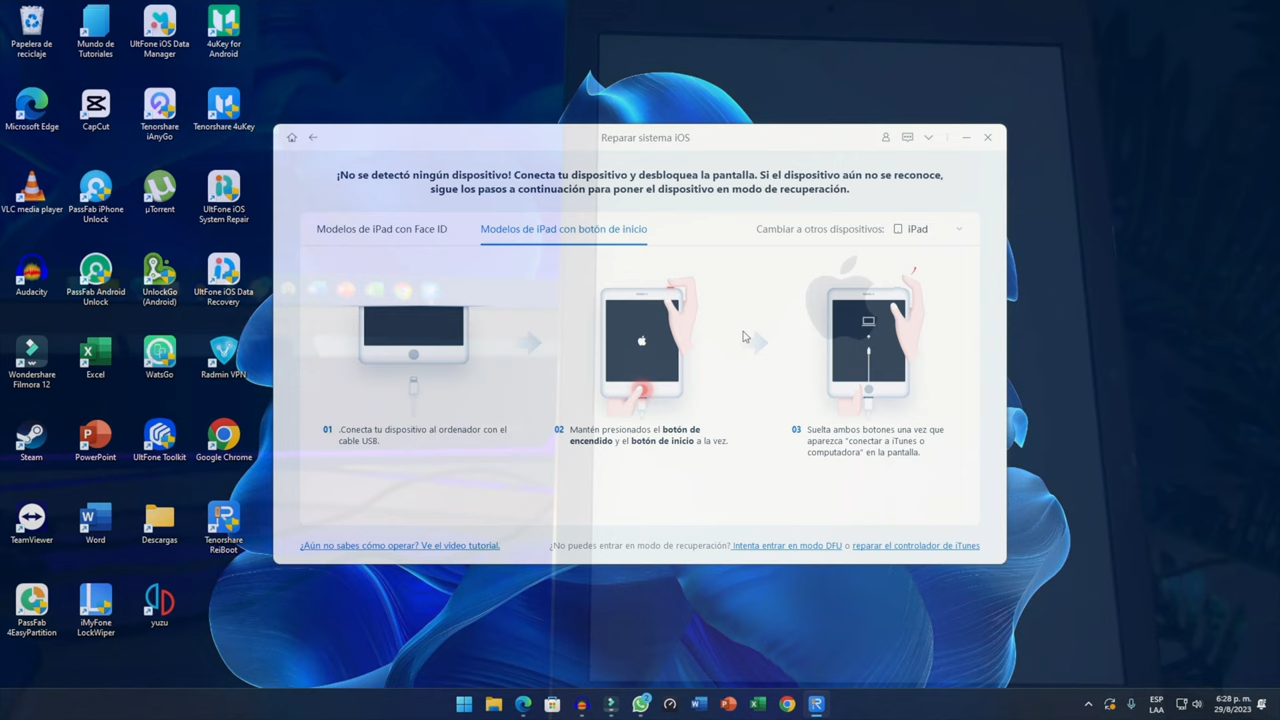 Papelera de
reciclaje
Mundo de
Tutoriales
UltFone iOS Data
Manager
4uKey for
Android
Microsoft Edge
CapCut
Tenorshare
iAnyGo
Tenorshare 4uKey
VLC media player
PassFab iPhone
Unlock
µTorrent
UltFone iOS
System Repair
Audacity
PassFab Android
Unlock
UnlockGo
(Android)
UltFone iOS Data
Recovery
Wondershare
Filmora 12
Excel
WatsGo
Radmin VPN
Steam
PowerPoint
UltFone Toolkit
Google Chrome
TeamViewer
Word
Descargas
Tenorshare
ReiBoot
PassFab
4EasyPartition
iMyFone
LockWiper
yuzu
Reparar sistema iOS
¡No se detectó ningún dispositivo! Conecta tu dispositivo y desbloquea la pantalla. Si el dispositivo aún no se reconoce,
sigue los pasos a continuación para poner el dispositivo en modo de recuperación.
Modelos de iPad con Face ID
Modelos de iPad con botón de inicio
Cambiar a otros dispositivos:
iPad
01 .Conecta tu dispositivo al ordenador con el
cable USB.
02 Mantén presionados el botón de
encendido y el botón de inicio a la vez.
03 Suelta ambos botones una vez que
aparezca "conectar a iTunes o
computadora" en la pantalla.
¿Aún no sabes cómo operar? Ve el video tutorial.
¿No puedes entrar en modo de recuperación? Intenta entrar en modo DFU o reparar el controlador de iTunes
2
ESP
LAA
6:28 p. m.
29/8/2023